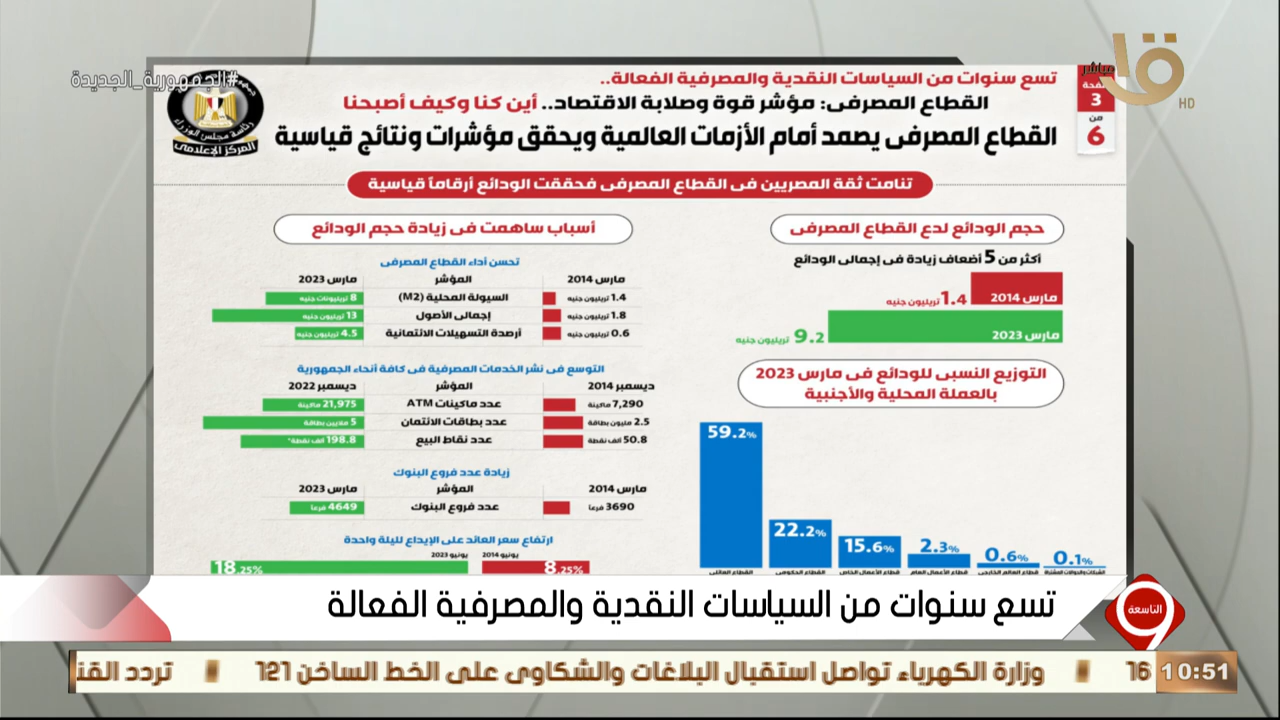 #الجمهورية_الجديدة
مباشر
HD
صفحة
3
من
6
تسع سنوات من السياسات النقدية والمصرفية الفعالة..
القطاع المصرفى: مؤشر قوة وصلابة الاقتصاد.. أين كنا وكيف أصبحنا
القطاع المصرفى يصمد أمام الأزمات العالمية ويحقق مؤشرات ونتائج قياسية
رئاسة مجلس الوزراء
المركز الإعلامى
تنامت ثقة المصريين فى القطاع المصرفى فحققت الودائع أرقاماً قياسية
حجم الودائع لدع القطاع المصرفى
أكثر من 5 أضعاف زيادة فى إجمالى الودائع
مارس 2014 1.4 تريليون جنيه
مارس 2023 9.2 تريليون جنيه
التوزيع النسبى للودائع فى مارس 2023
بالعملة المحلية والأجنبية
59.2% 22.2% 15.6% 2.3% 0.6% 0.1%
القطاع العائلى القطاع الحكومى قطاع الأعمال الخاص قطاع الأعمال العام قطاع العالم الخارجى
أسباب ساهمت فى زيادة حجم الودائع
تحسن أداء القطاع المصرفى
مارس 2014 المؤشر مارس 2023
1.4 تريليون جنيه السيولة المحلية (M2) 8 تريليونات جنيه
1.8 تريليون جنيه إجمالى الأصول 13 تريليون جنيه
0.6 تريليون جنيه أرصدة التسهيلات الائتمانية 4.5 تريليون جنيه
التوسع فى نشر الخدمات المصرفية فى كافة أنحاء الجمهورية
ديسمبر 2014 المؤشر ديسمبر 2022
7,290 ماكينة عدد ماكينات ATM 21,975 ماكينة
2.5 مليون بطاقة عدد بطاقات الائتمان 5 ملايين بطاقة
50.8 ألف نقطة عدد نقاط البيع 198.8 ألف نقطة*
زيادة عدد فروع البنوك
مارس 2014 المؤشر مارس 2023
3690 فرعا عدد فروع البنوك 4649 فرعا
ارتفاع سعر العائد على الإيداع لليلة واحدة
يونيو 2014 يونيو 2023
8.25% 18.25%
تسع سنوات من السياسات النقدية والمصرفية الفعالة
التاسعة
9
10:51
16 وزارة الكهرباء تواصل استقبال البلاغات والشكاوى على الخط الساخن 121 تردد القن